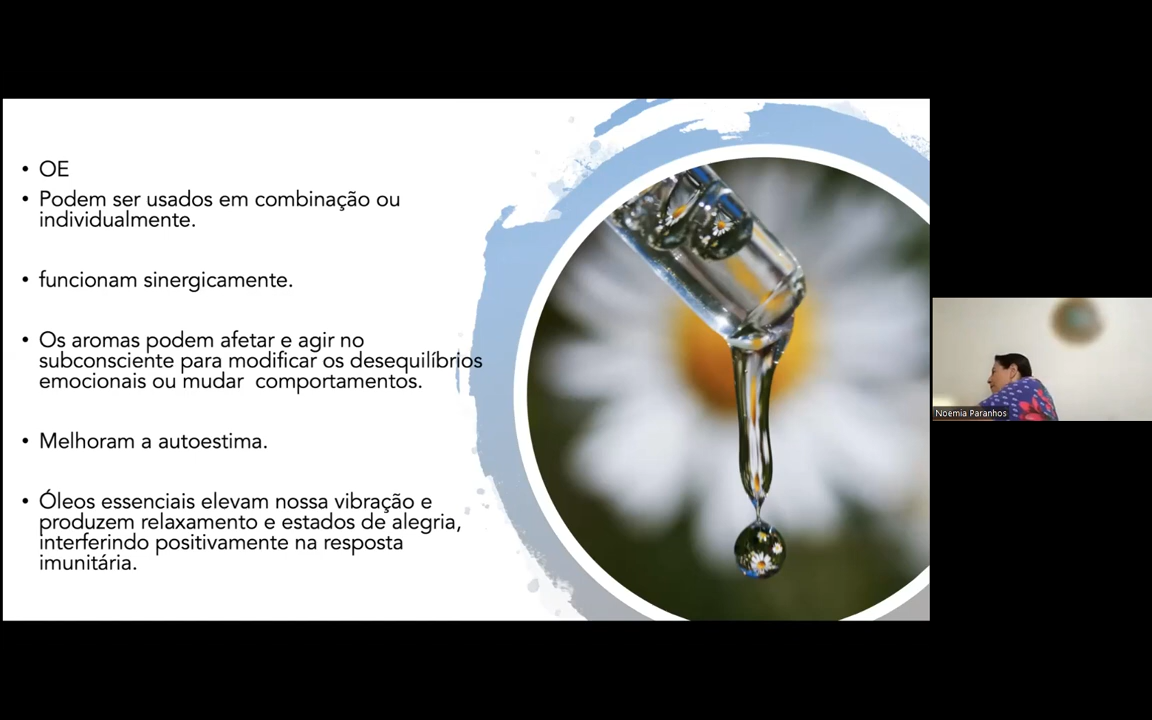 • OE
• Podem ser usados em combinação ou
individualmente.
• funcionam sinergicamente.
• Os aromas podem afetar e agir no
subconsciente para modificar os desequilíbrios
emocionais ou mudar  comportamentos.
• Melhoram a autoestima.
• Óleos essenciais elevam nossa vibração e
produzem relaxamento e estados de alegria,
interferindo positivamente na resposta
imunitária.
Noemia Paranhos